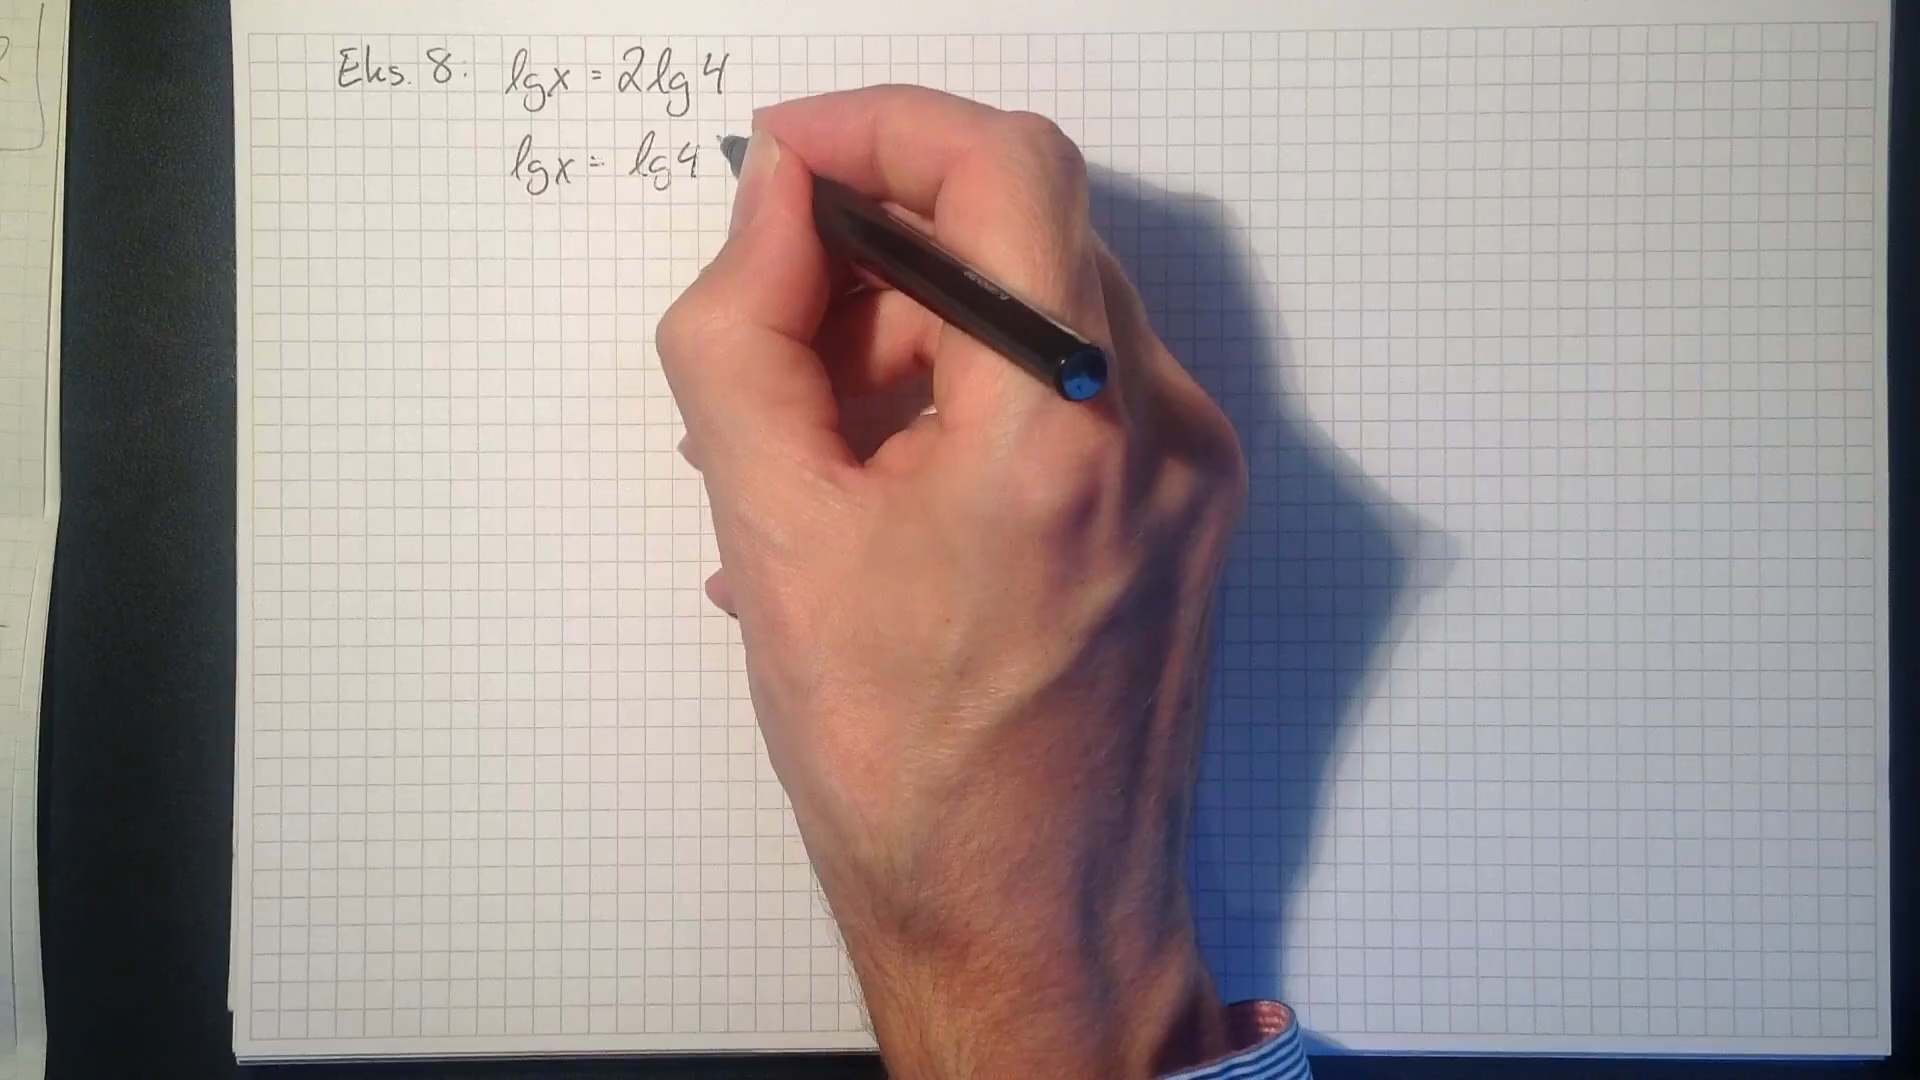 Eks. 8: lgx = 2lg4
lgx = lg4